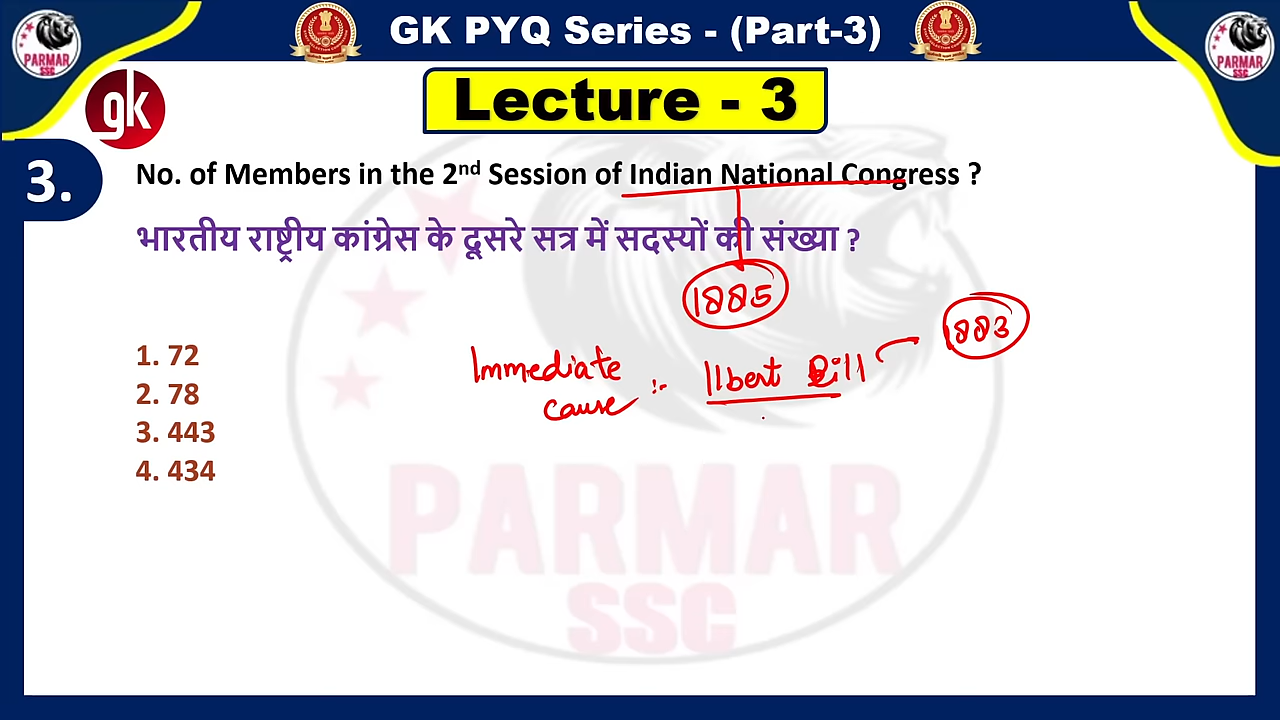 GK PYQ Series - (Part-3)
PARMAR
SSC
PARMAR
SSC
gk
Lecture - 3
3.
No. of Members in the 2nd Session of Indian National Congress ?
भारतीय राष्ट्रीय कांग्रेस के दूसरे सत्र में सदस्यों की संख्या ?
1885
1883
Immediate cause :- Ilbert Bill
1. 72
2. 78
3. 443
4. 434
PARMAR
SSC